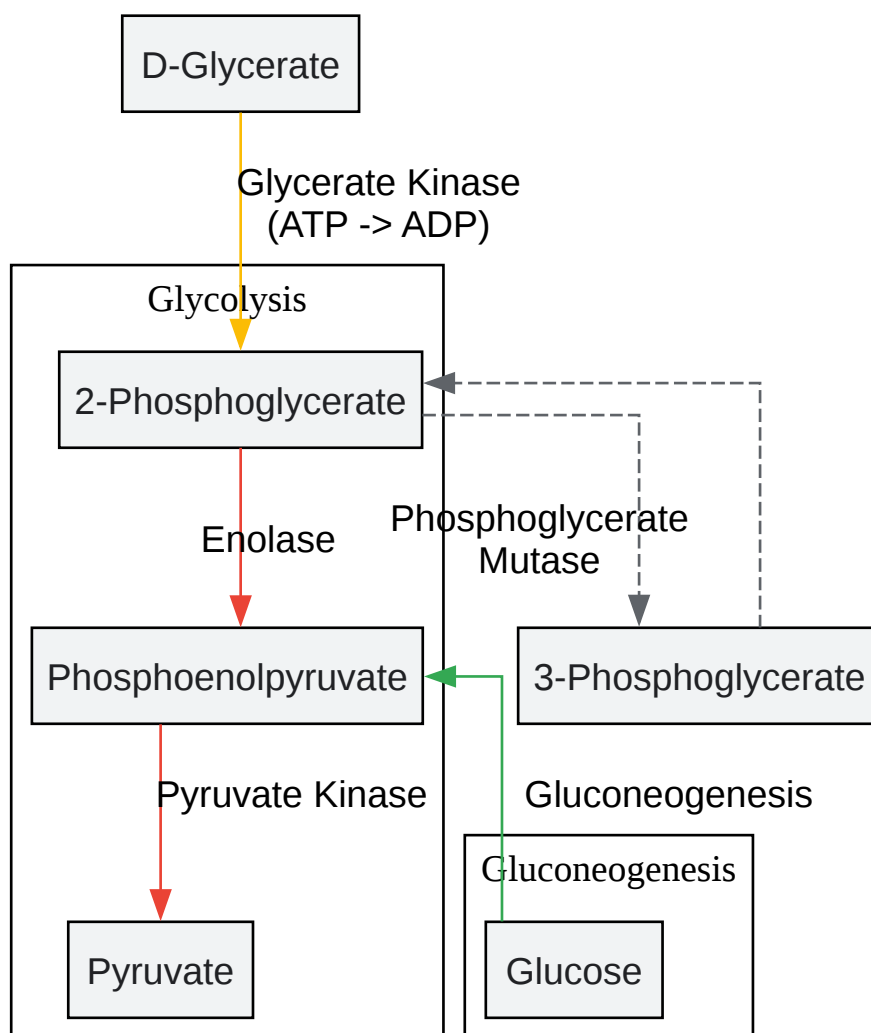 D-Glycerate
Glycerate Kinase
(ATP -> ADP)
Glycolysis
2-Phosphoglycerate
Enolase
Phosphoglycerate
Mutase
Phosphoenolpyruvate
3-Phosphoglycerate
Pyruvate Kinase
Gluconeogenesis
Gluconeogenesis
Pyruvate
Glucose